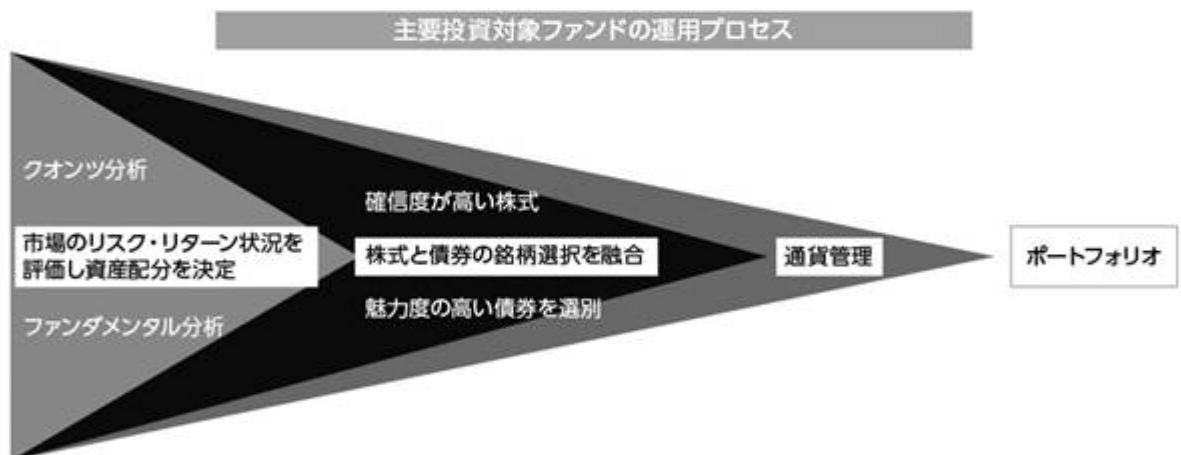 主要投資対象ファンドの運用プロセス
クオンツ分析
市場のリスク・リターン状況を
評価し資産配分を決定
ファンダメンタル分析
確信度が高い株式
株式と債券の銘柄選択を融合
魅力度の高い債券を選別
通貨管理
ポートフォリオ